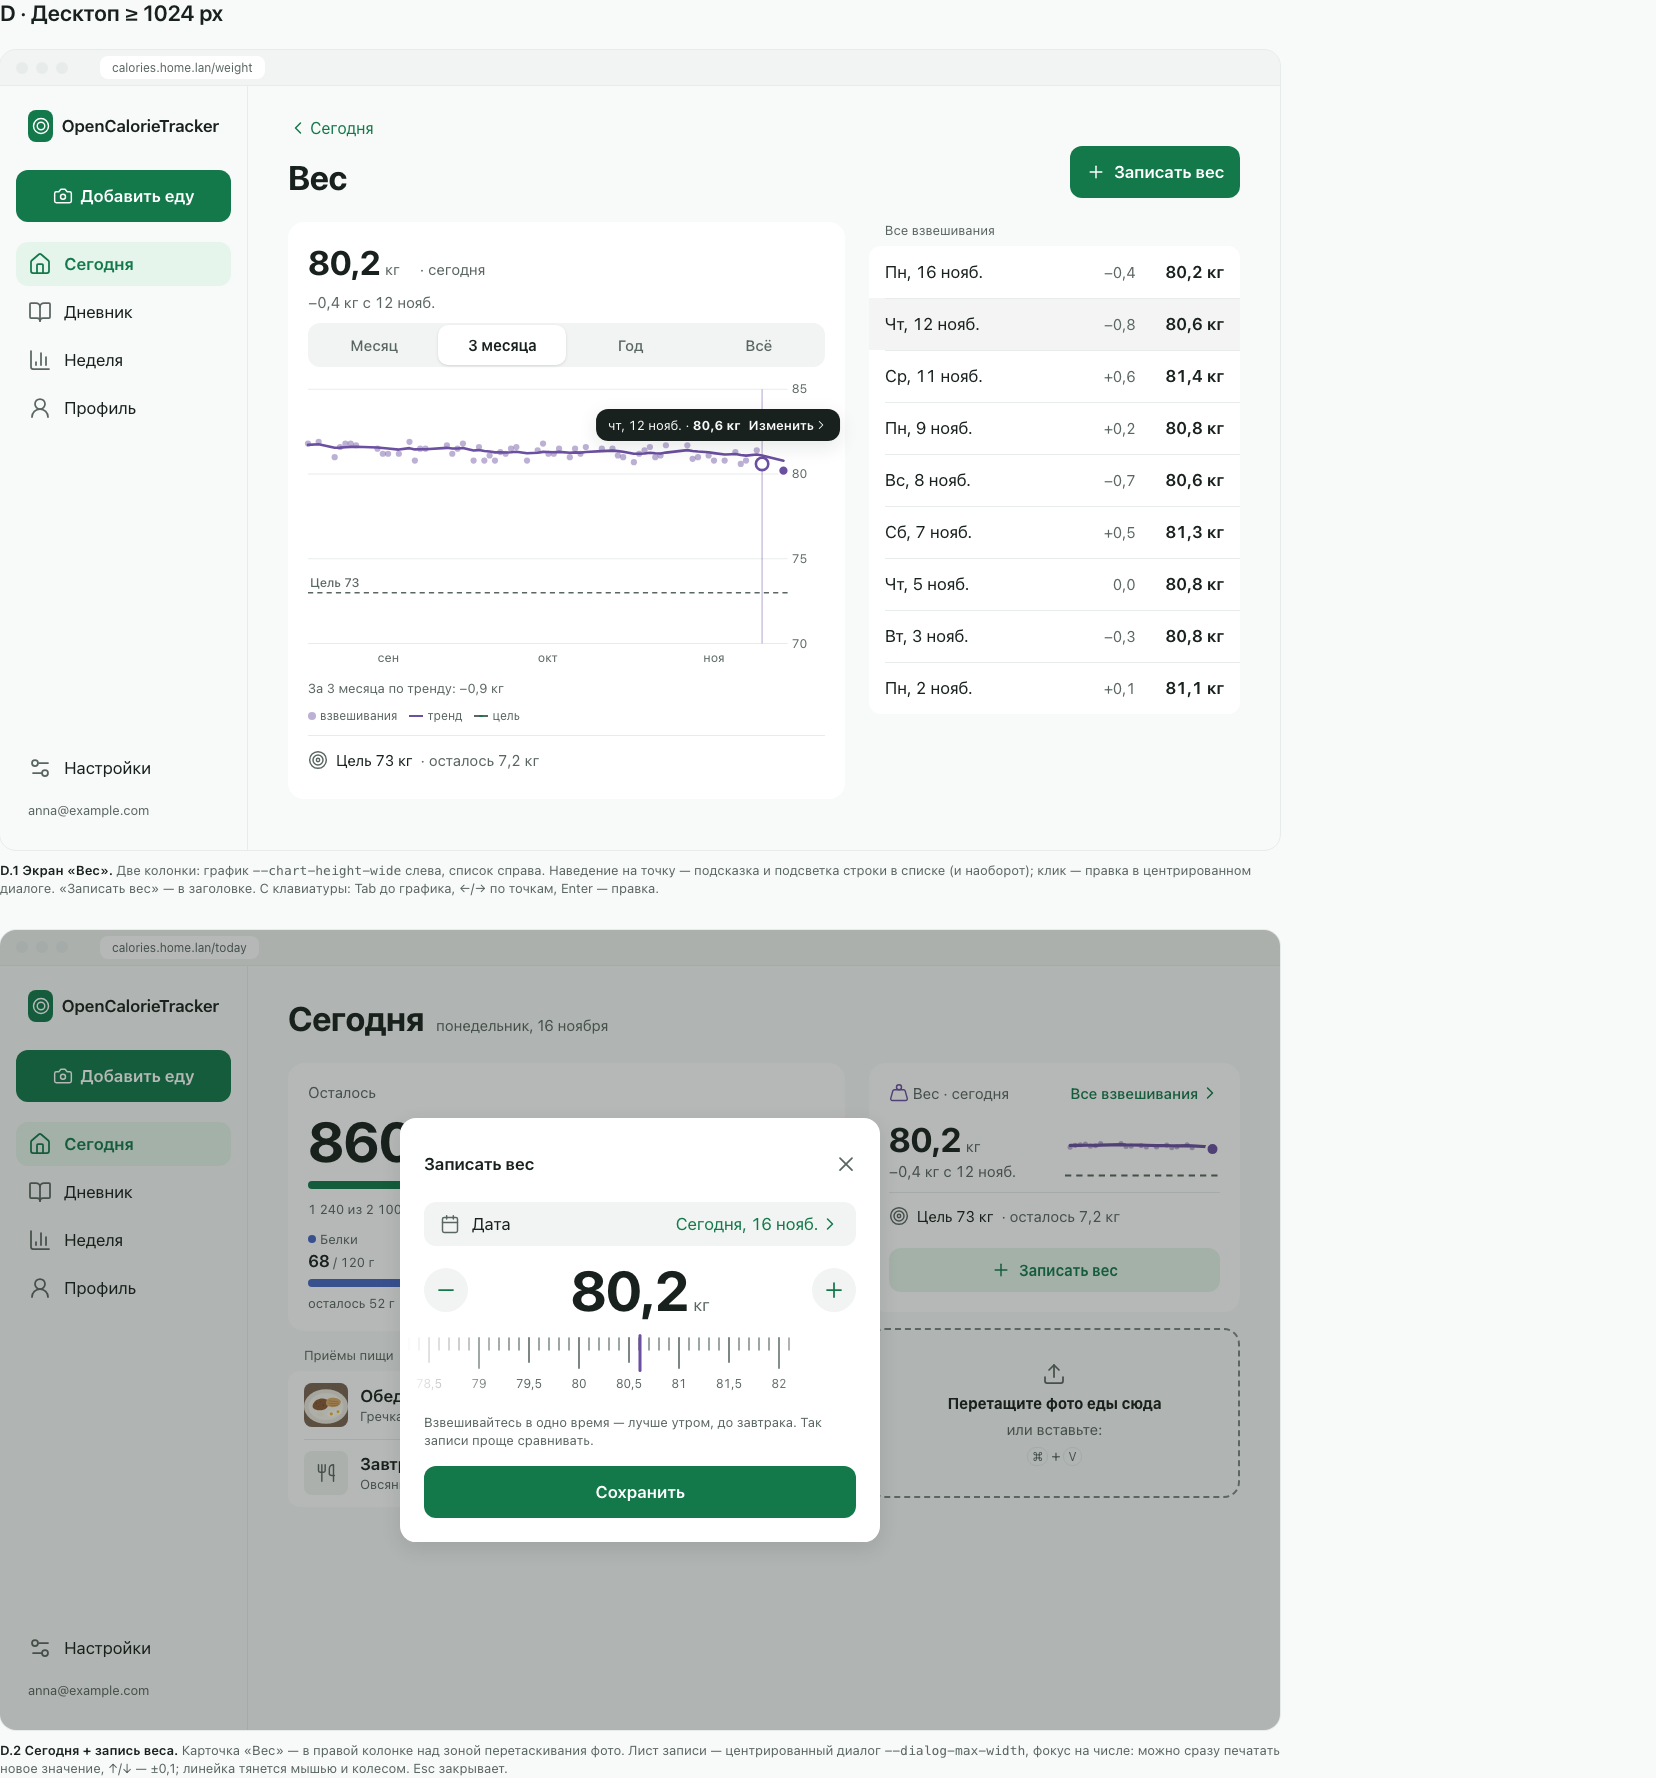 D · Десктоп ≥ 1024 px
calories.home.lan/weight
OpenCalorieTracker
Добавить еду
Сегодня
Дневник
Неделя
Профиль
Настройки
anna@example.com
Сегодня
Вес
Записать вес
80,2 кг · сегодня
−0,4 кг с 12 нояб.
Месяц 3 месяца Год Всё
85
чт, 12 нояб. · 80,6 кг Изменить
80
75
Цель 73
70
сен окт ноя
За 3 месяца по тренду: −0,9 кг
взвешивания тренд цель
Цель 73 кг · осталось 7,2 кг
Все взвешивания
Пн, 16 нояб. −0,4 80,2 кг
Чт, 12 нояб. −0,8 80,6 кг
Ср, 11 нояб. +0,6 81,4 кг
Пн, 9 нояб. +0,2 80,8 кг
Вс, 8 нояб. −0,7 80,6 кг
Сб, 7 нояб. +0,5 81,3 кг
Чт, 5 нояб. 0,0 80,8 кг
Вт, 3 нояб. −0,3 80,8 кг
Пн, 2 нояб. +0,1 81,1 кг
D.1 Экран «Вес». Две колонки: график --chart-height-wide слева, список справа. Наведение на точку — подсказка и подсветка строки в списке (и наоборот); клик — правка в центрированном
диалоге. «Записать вес» — в заголовке. С клавиатуры: Tab до графика, ←/→ по точкам, Enter — правка.
calories.home.lan/today
OpenCalorieTracker
Добавить еду
Сегодня
Дневник
Неделя
Профиль
Настройки
anna@example.com
Сегодня понедельник, 16 ноября
Осталось
860
1 240 из 2 100
Белки
68 / 120 г
осталось 52 г
Приёмы пищи
Обед
Гречка
Завт
Овсян
Записать вес
Дата Сегодня, 16 нояб.
80,2 кг
78,5 79 79,5 80 80,5 81 81,5 82
Взвешивайтесь в одно время — лучше утром, до завтрака. Так
записи проще сравнивать.
Сохранить
Вес · сегодня Все взвешивания
80,2 кг
−0,4 кг с 12 нояб.
Цель 73 кг · осталось 7,2 кг
Записать вес
Перетащите фото еды сюда
или вставьте:
⌘ + V
D.2 Сегодня + запись веса. Карточка «Вес» — в правой колонке над зоной перетаскивания фото. Лист записи — центрированный диалог --dialog-max-width, фокус на числе: можно сразу печатать
новое значение, ↑/↓ — ±0,1; линейка тянется мышью и колесом. Esc закрывает.